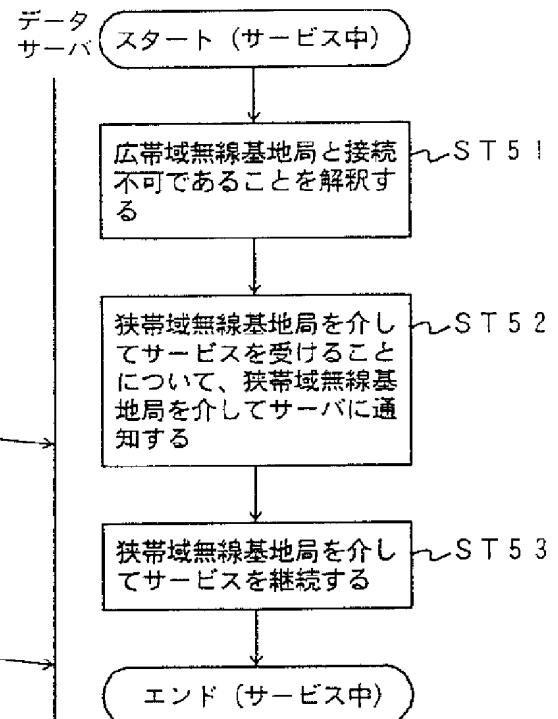 データ
サーバ
スタート（サービス中）
広帯域無線基地局と接続
不可であることを解釈す
る
ST51
狭帯域無線基地局を介し
てサービスを受けること
について、狭帯域無線基
地局を介してサーバに通
知する
ST52
狭帯域無線基地局を介し
てサービスを継続する
ST53
エンド（サービス中）